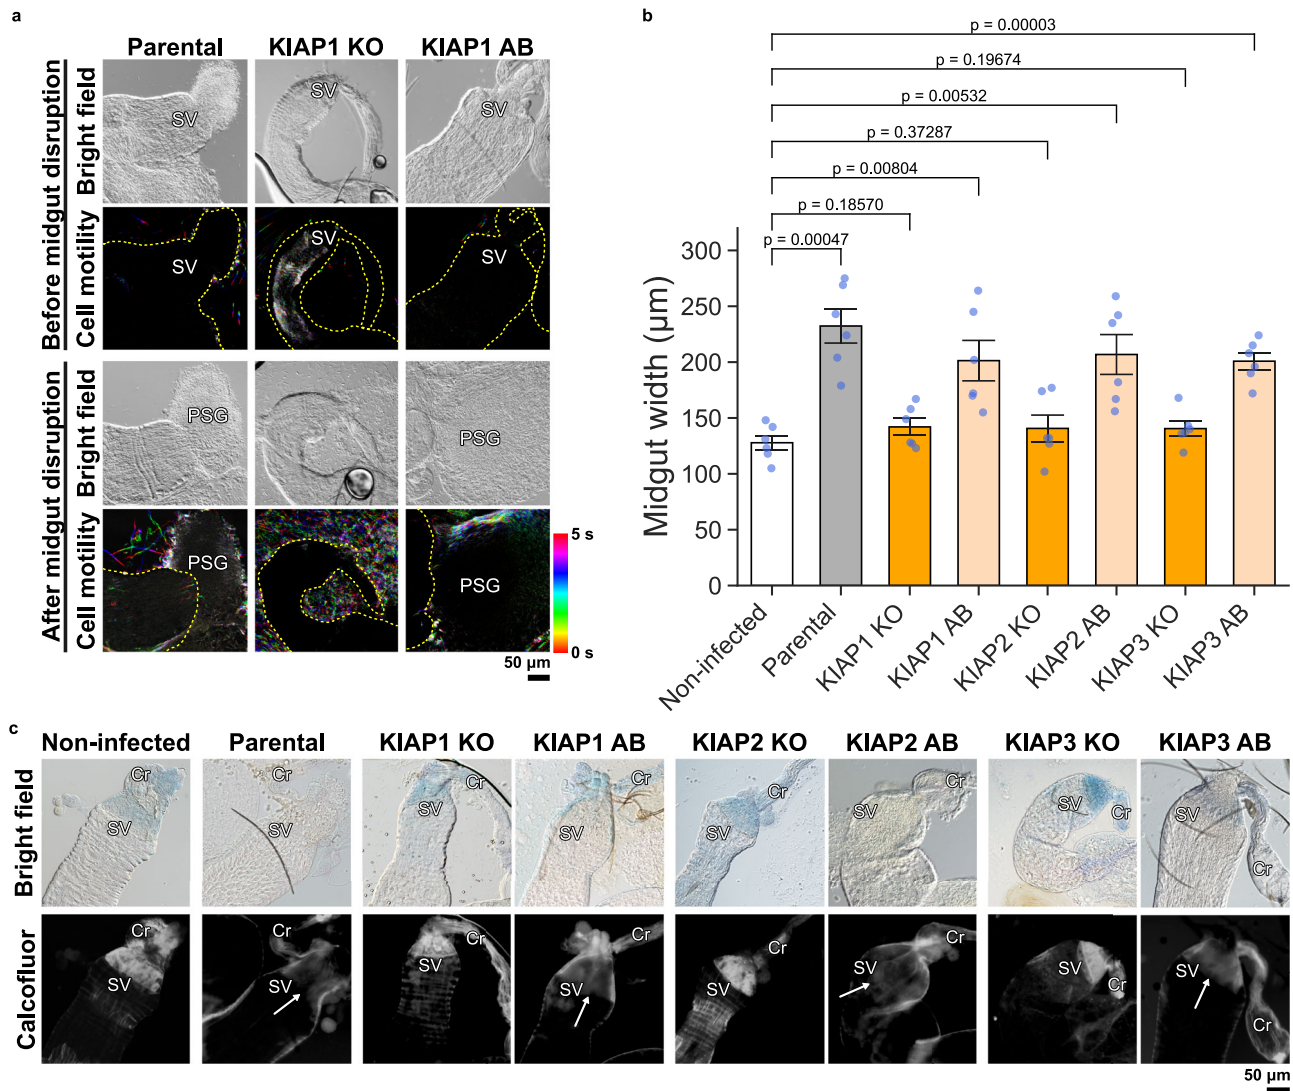 a
Parental
KIAP1 KO
KIAP1 AB
Before midgut disruption
Bright field
SV
SV
SV
Cell motility
SV
SV
SV
After midgut disruption
Bright field
PSG
PSG
Cell motility
PSG
PSG
5 s
0 s
50 µm
b
p = 0.00003
p = 0.19674
p = 0.00532
p = 0.37287
p = 0.00804
p = 0.18570
p = 0.00047
Midgut width (µm)
300
250
200
150
100
50
0
Non-infected
Parental
KIAP1 KO
KIAP1 AB
KIAP2 KO
KIAP2 AB
KIAP3 KO
KIAP3 AB
c
Non-infected
Parental
KIAP1 KO
KIAP1 AB
KIAP2 KO
KIAP2 AB
KIAP3 KO
KIAP3 AB
Bright field
Cr
SV
Cr
SV
Cr
SV
Cr
SV
Cr
SV
Cr
SV
Cr
SV
Cr
SV
Calcofluor
Cr
SV
Cr
SV
Cr
SV
Cr
SV
Cr
SV
Cr
SV
Cr
SV
Cr
SV
50 µm